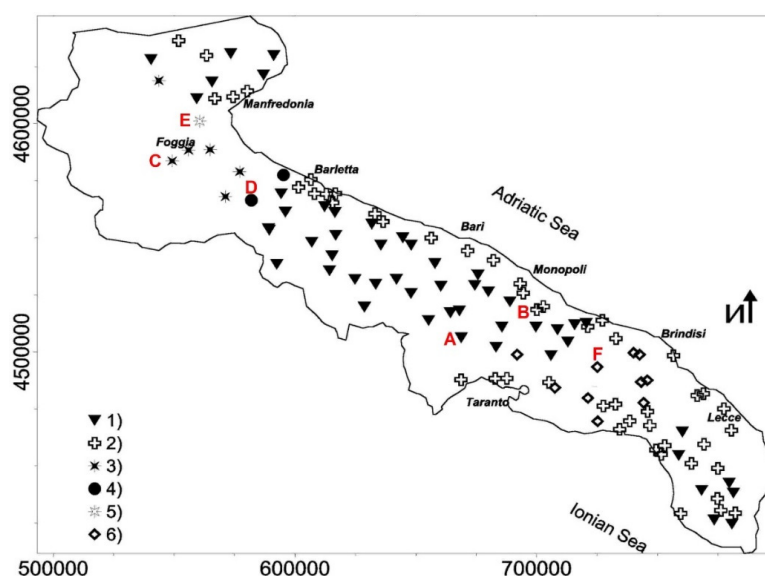 4600000
4500000
500000
600000
700000
Manfredonia
E
Foggia
C
D
Barletta
Adriatic Sea
Bari
Monopoli
B
A
Brindisi
F
Taranto
Lecce
Ionian Sea
N
1)
2)
3)
4)
5)
6)